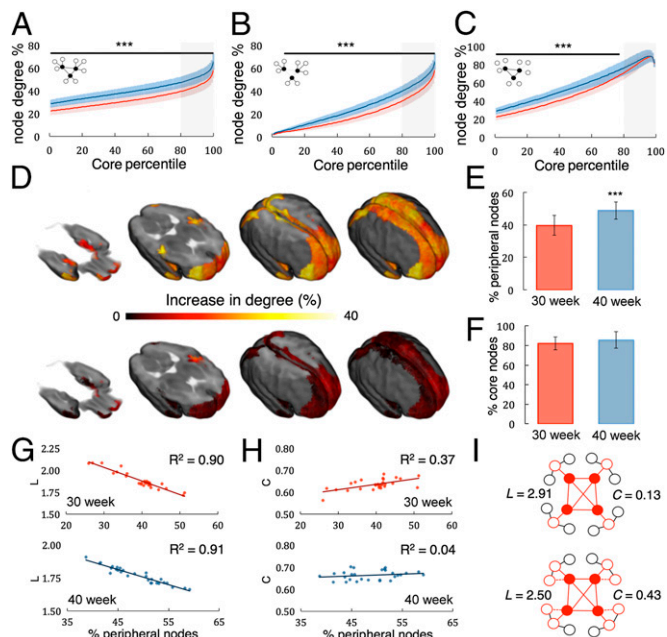 A
B
C
node degree %
80
60
40
20
0
***
0 20 40 60 80 100
Core percentile
node degree %
80
60
40
20
0
***
0 20 40 60 80 100
Core percentile
node degree %
100
80
60
40
20
0
***
0 20 40 60 80 100
Core percentile
D
Increase in degree (%)
0
40
E
% peripheral nodes
60
40
20
0
***
30 week
40 week
F
% core nodes
100
80
60
40
20
0
30 week
40 week
G
L
2.25
2.00
1.75
1.50
R² = 0.90
30 week
20 30 40 50 60
L
2.00
1.75
1.50
R² = 0.91
40 week
35 45 55 65
% peripheral nodes
H
C
0.80
0.70
0.60
0.50
R² = 0.37
30 week
20 30 40 50 60
C
0.80
0.70
0.60
0.50
R² = 0.04
40 week
35 45 55 65
% peripheral nodes
I
L = 2.91
C = 0.13
L = 2.50
C = 0.43